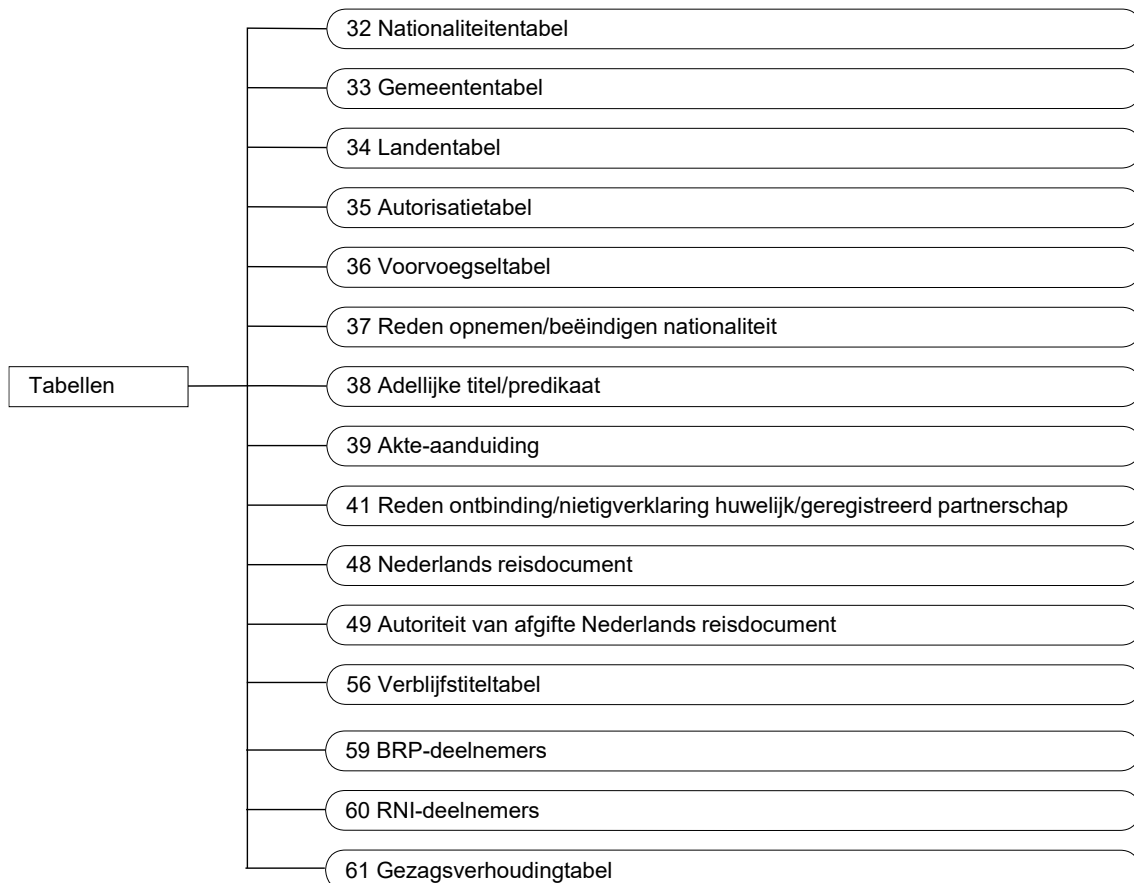 32 Nationaliteitentabel
33 Gemeententabel
34 Landentabel
35 Autorisatietabel
36 Voorvoegseltabel
37 Reden opnemen/beëindigen nationaliteit
Tabellen
38 Adellijke titel/predikaat
39 Akte-aanduiding
41 Reden ontbinding/nietigverklaring huwelijk/geregistreerd partnerschap
48 Nederlands reisdocument
49 Autoriteit van afgifte Nederlands reisdocument
56 Verblijfstiteltabel
59 BRP-deelnemers
60 RNI-deelnemers
61 Gezagsverhoudingtabel